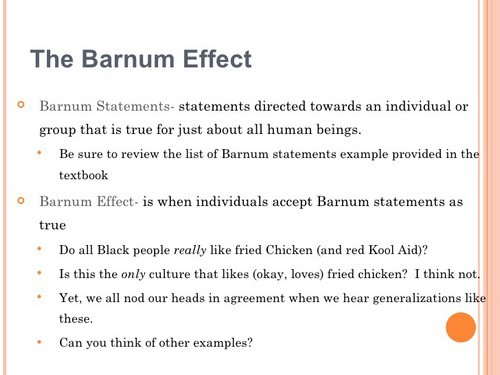 The Barnum Effect
Barnum Statements- statements directed towards an individual or
group that is true for just about all human beings.
Be sure to review the list of Barnum statements example provided in the
textbook
Barnum Effect- is when individuals accept Barnum statements as
true
Do all Black people really like fried Chicken (and red Kool Aid)?
Is this the only culture that likes (okay, loves) fried chicken?  I think not.
Yet, we all nod our heads in agreement when we hear generalizations like
these.
Can you think of other examples?